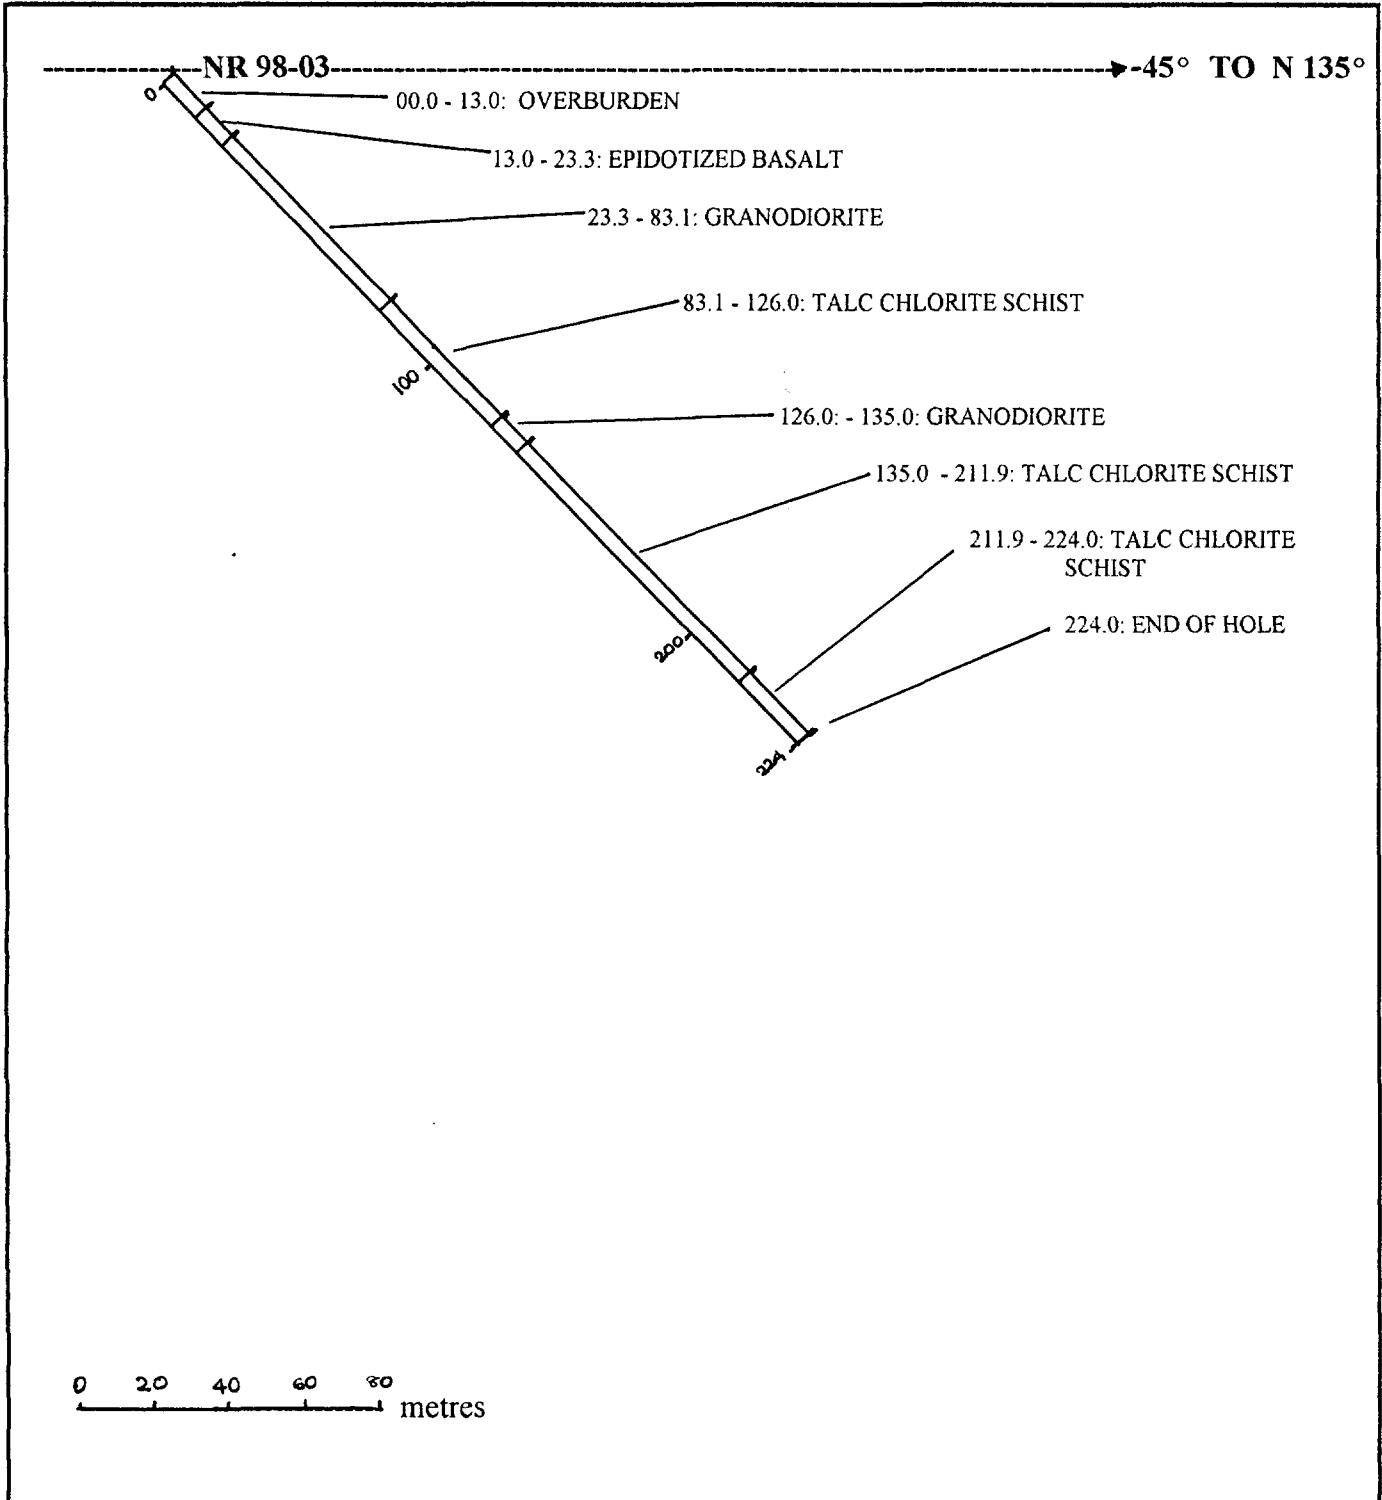 NR 98-03 -45° TO N 135°
0
00.0 - 13.0: OVERBURDEN
13.0 - 23.3: EPIDOTIZED BASALT
23.3 - 83.1: GRANODIORITE
83.1 - 126.0: TALC CHLORITE SCHIST
100
126.0: - 135.0: GRANODIORITE
135.0 - 211.9: TALC CHLORITE SCHIST
211.9 - 224.0: TALC CHLORITE
SCHIST
224.0: END OF HOLE
200
224
0 20 40 60 80
metres